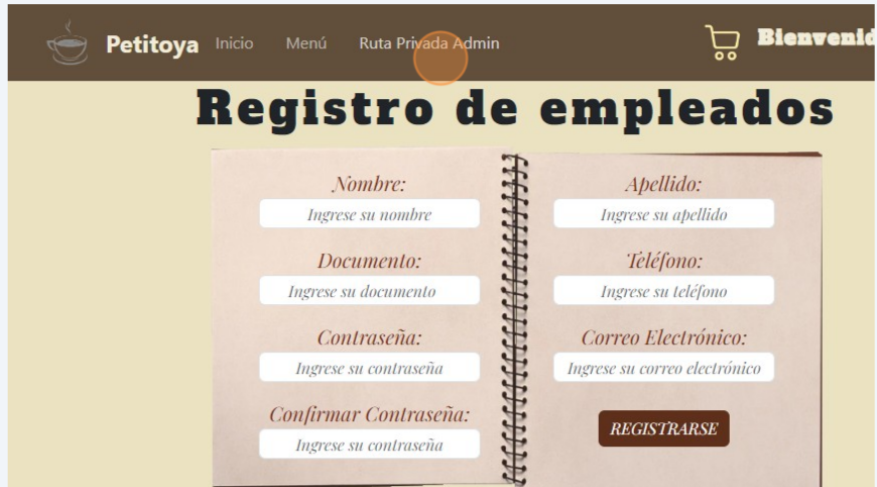 Petitoya Inicio Menú Ruta Privada Admin
Registro de empleados
Nombre:
Ingrese su nombre
Documento:
Ingrese su documento
Contraseña:
Ingrese su contraseña
Confirmar Contraseña:
Ingrese su contraseña
Apellido:
Ingrese su apellido
Teléfono:
Ingrese su teléfono
Correo Electrónico:
Ingrese su correo electrónico
REGISTRARSE